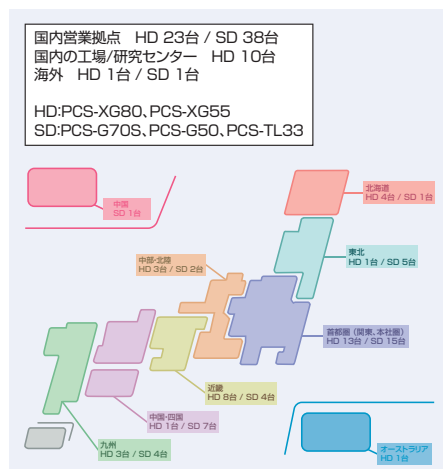 国内営業拠点 HD 23台 / SD 38台
国内の工場/研究センター HD 10台
海外 HD 1台 / SD 1台
HD:PCS-XG80、PCS-XG55
SD:PCS-G70S、PCS-G50、PCS-TL33
中国
SD 1台
北海道
HD 4台 / SD 1台
東北
HD 1台 / SD 5台
中部・北陸
HD 3台 / SD 2台
首都圏 (関東、本社圏)
HD 13台 / SD 15台
近畿
HD 8台 / SD 4台
中国・四国
HD 1台 / SD 7台
九州
HD 3台 / SD 4台
オーストラリア
HD 1台